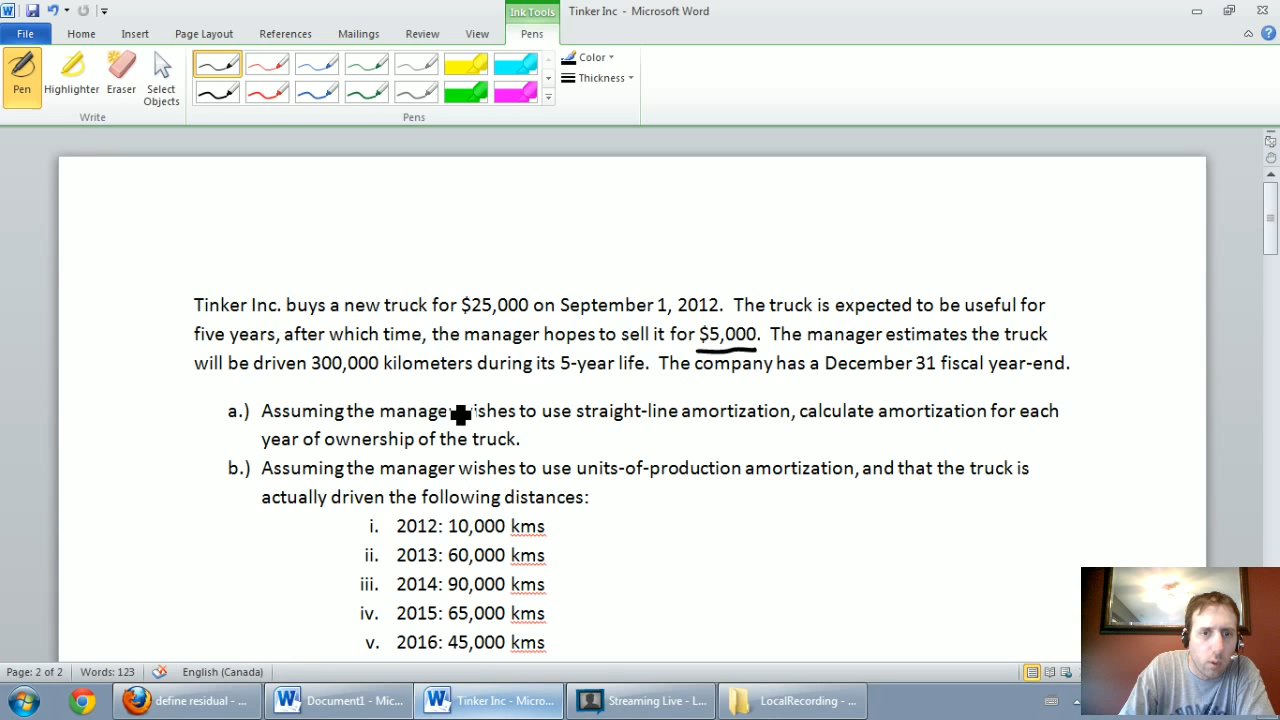 Ink Tools
Tinker Inc - Microsoft Word
File Home Insert Page Layout References Mailings Review View Pens
Pen Highlighter Eraser Select Objects
Color
Thickness
Write Pens
Tinker Inc. buys a new truck for $25,000 on September 1, 2012. The truck is expected to be useful for
five years, after which time, the manager hopes to sell it for $5,000. The manager estimates the truck
will be driven 300,000 kilometers during its 5-year life. The company has a December 31 fiscal year-end.
a.) Assuming the manager wishes to use straight-line amortization, calculate amortization for each
year of ownership of the truck.
b.) Assuming the manager wishes to use units-of-production amortization, and that the truck is
actually driven the following distances:
i. 2012: 10,000 kms
ii. 2013: 60,000 kms
iii. 2014: 90,000 kms
iv. 2015: 65,000 kms
v. 2016: 45,000 kms
Page: 2 of 2 Words: 123 English (Canada)
define residual - ... Document1 - Mic... Tinker Inc - Micro... Streaming Live - L... LocalRecording - ...